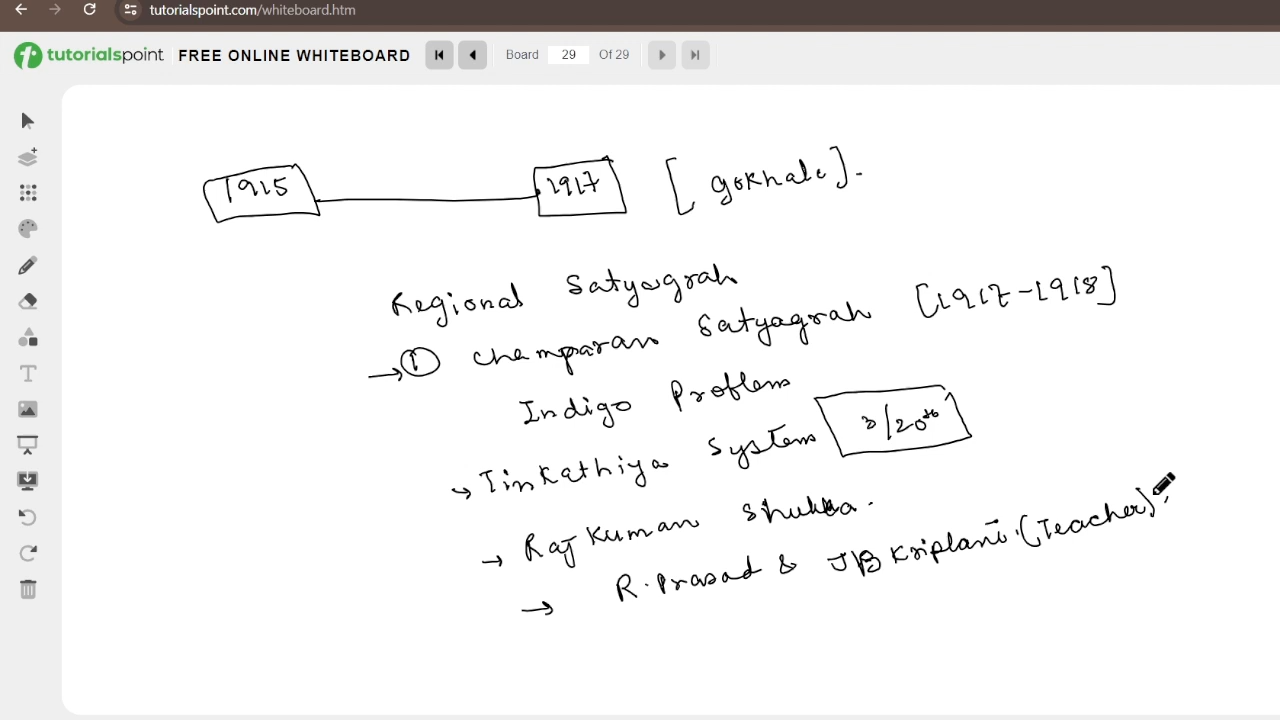 tutorialspoint.com/whiteboard.htm
tutorialspoint FREE ONLINE WHITEBOARD Board 29 Of 29
1915 1917 [Gokhale].
Regional Satyagrah
→ ① Champaran Satyagrah [1917-1918]
Indigo Problem
→ Tinkathiya System 3/20th
→ Raj Kumar Shukla.
→ R. Prasad & JB Kriplani. (Teacher).
T